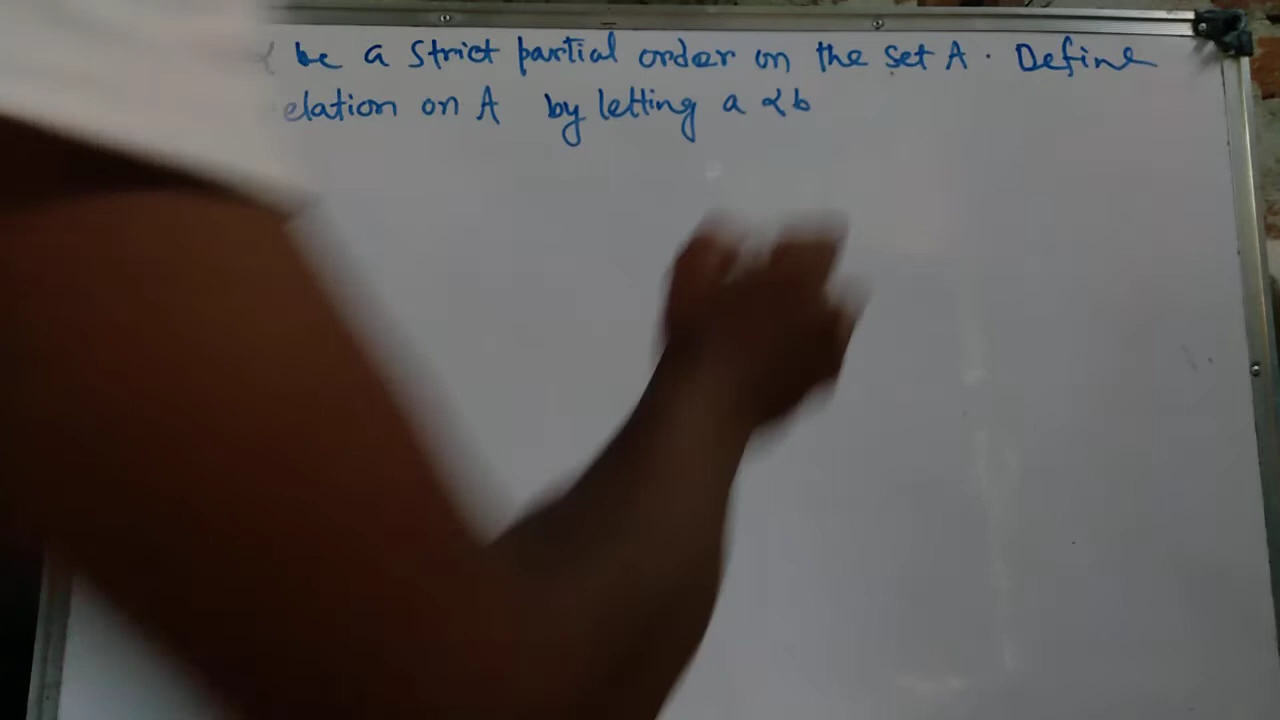 be a strict partial order on the set A. Define
elation on A by letting a ≺ b